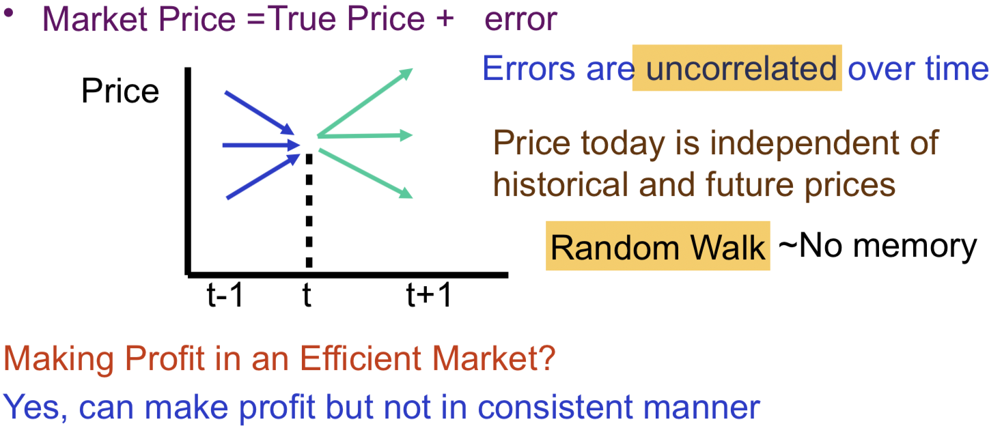 • Market Price =True Price + error
Errors are uncorrelated over time
Price
Price today is independent of
historical and future prices
Random Walk ~No memory
t-1 t t+1
Making Profit in an Efficient Market?
Yes, can make profit but not in consistent manner